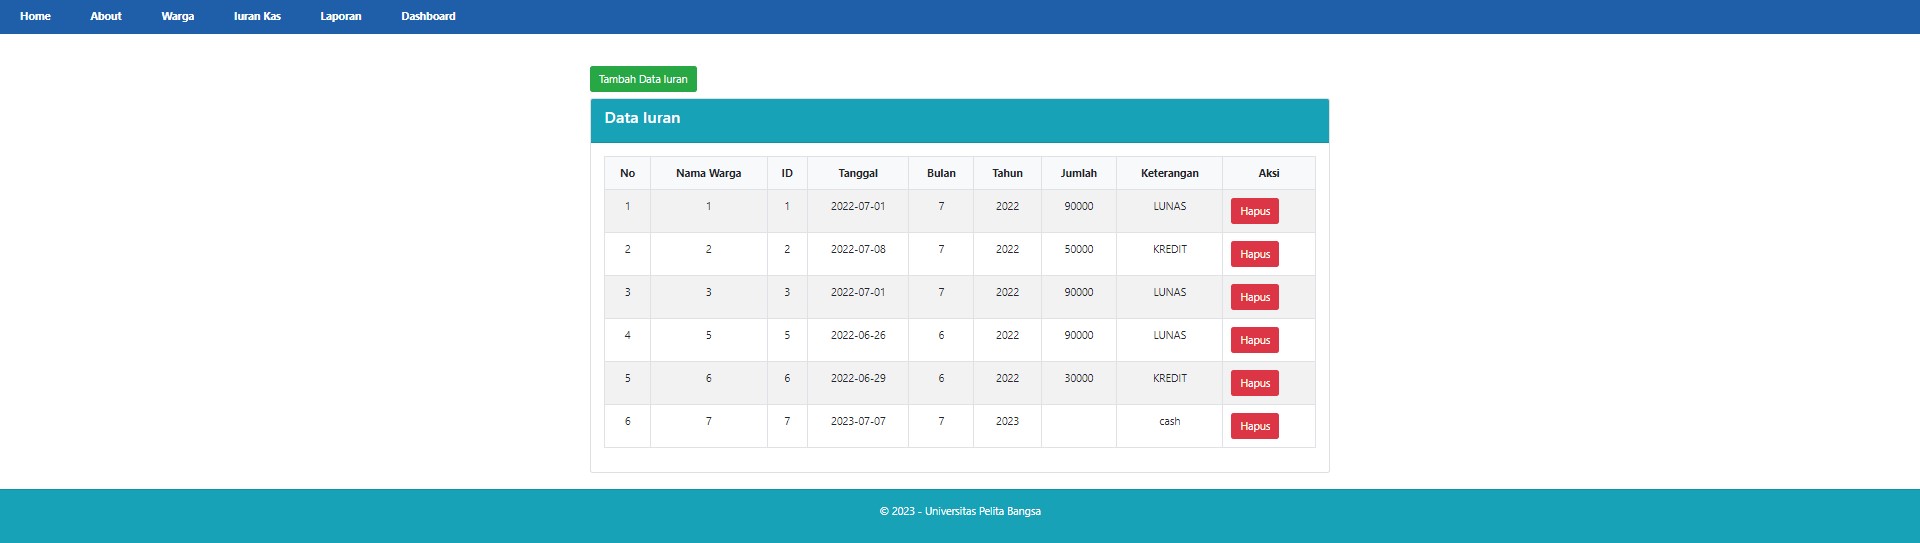 Home About Warga Iuran Kas Laporan Dashboard
Tambah Data Iuran
Data Iuran
No Nama Warga ID Tanggal Bulan Tahun Jumlah Keterangan Aksi
1 1 1 2022-07-01 7 2022 90000 LUNAS Hapus
2 2 2 2022-07-08 7 2022 50000 KREDIT Hapus
3 3 3 2022-07-01 7 2022 90000 LUNAS Hapus
4 5 5 2022-06-26 6 2022 90000 LUNAS Hapus
5 6 6 2022-06-29 6 2022 30000 KREDIT Hapus
6 7 7 2023-07-07 7 2023 cash Hapus
© 2023 - Universitas Pelita Bangsa